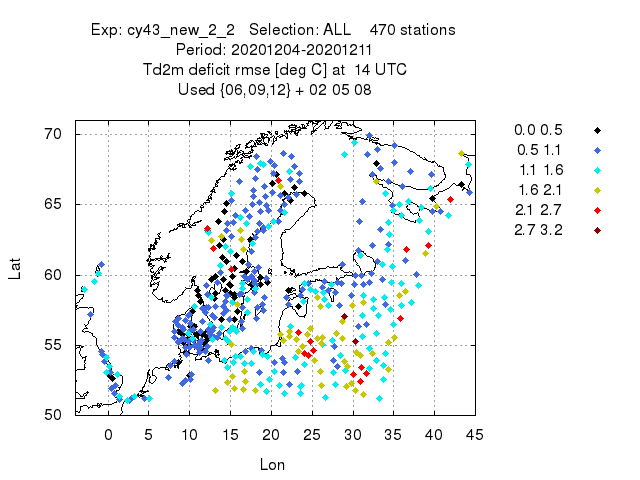 Exp: cy43_new_2_2 Selection: ALL 470 stations
Period: 20201204-20201211
Td2m deficit rmse [deg C] at 14 UTC
Used {06,09,12} + 02 05 08
0.0 0.5
0.5 1.1
1.1 1.6
1.6 2.1
2.1 2.7
2.7 3.2
70
65
60
55
50
Lat
0 5 10 15 20 25 30 35 40 45
Lon